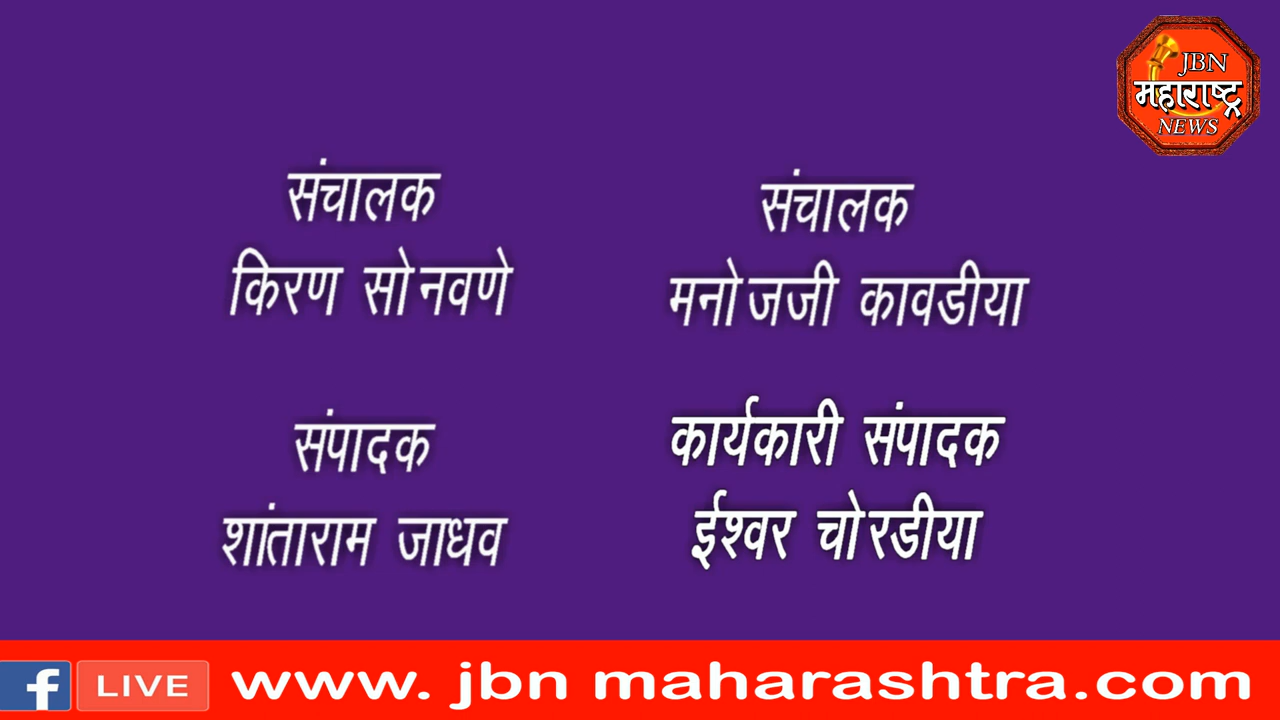 JBN
महाराष्ट्र
NEWS
संचालक
किरण सोनवणे
संचालक
मनोजजी कावडीया
संपादक
शांताराम जाधव
कार्यकारी संपादक
ईश्वर चोरडीया
f LIVE www. jbn maharashtra.com